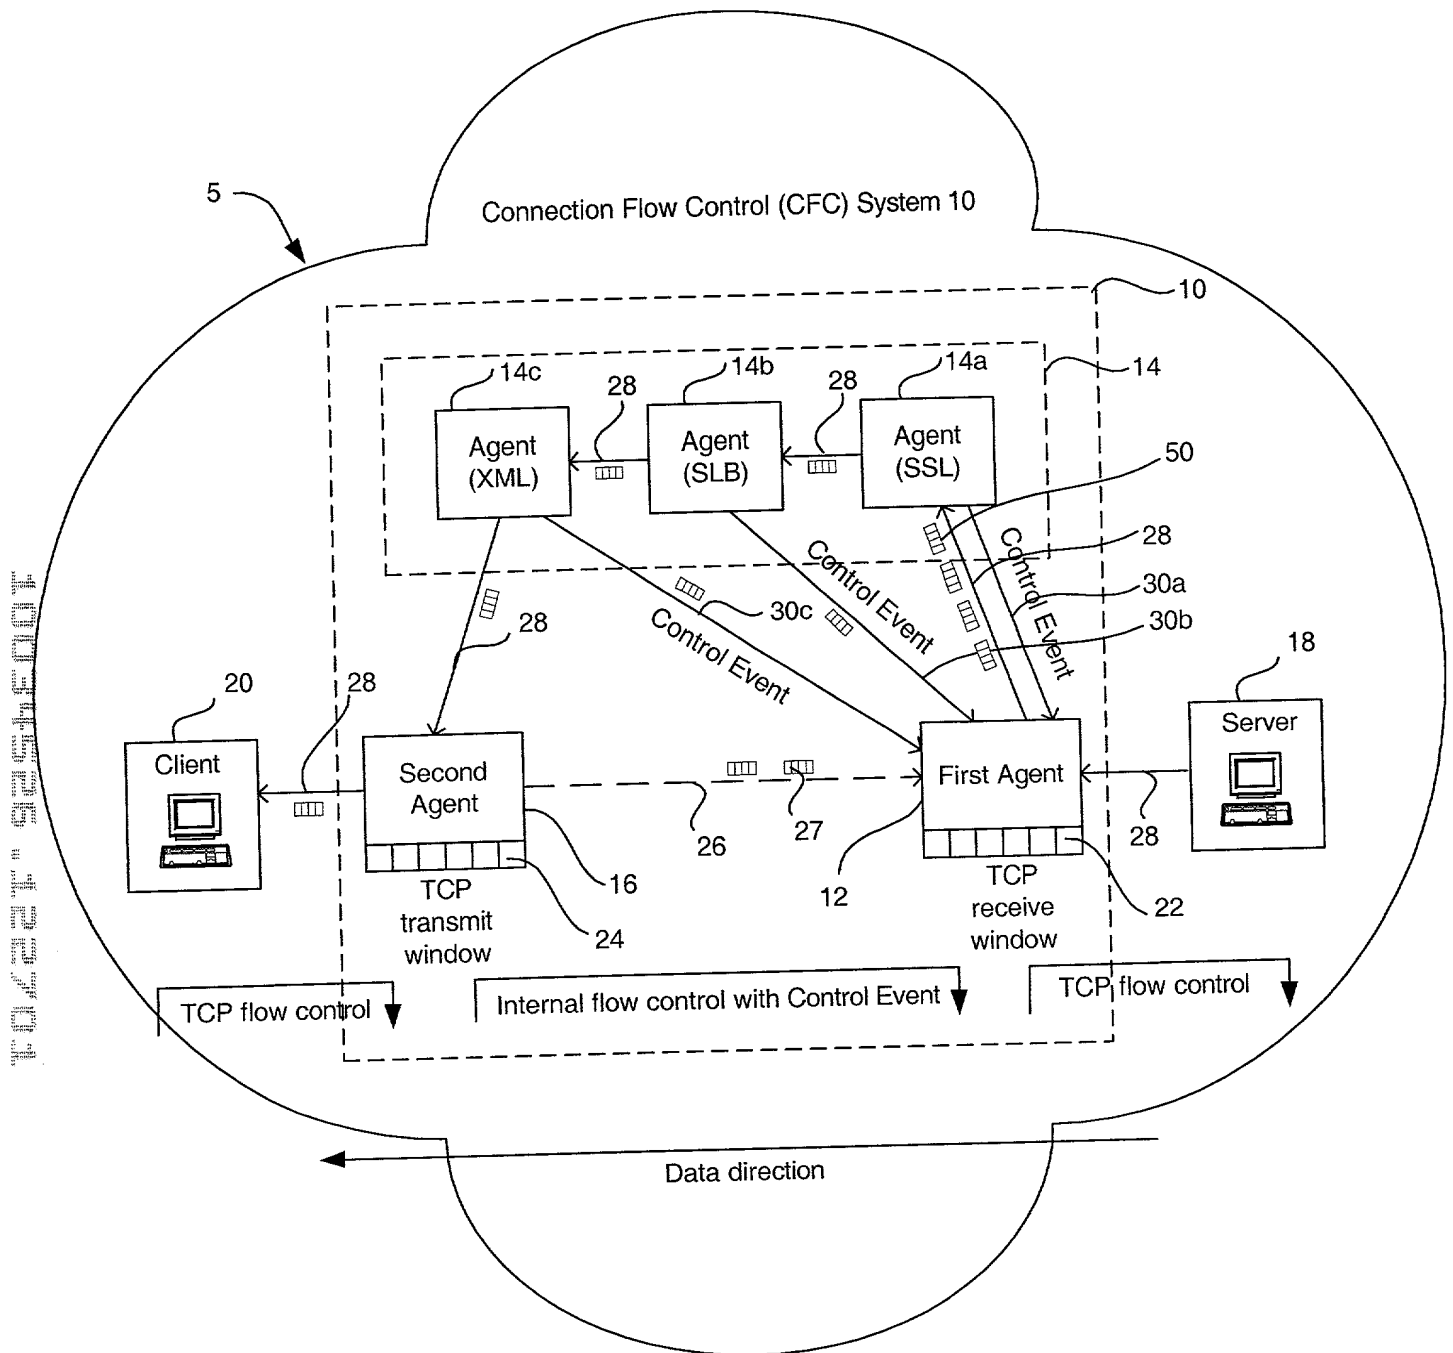 5
Connection Flow Control (CFC) System 10
10
14c
28
14b
28
14a
14
Agent
(XML)
Agent
(SLB)
Agent
(SSL)
50
28
30a
30b
30c
Control Event
Control Event
Control Event
28
20
28
18
Client
Second
Agent
First Agent
Server
26
27
28
16
12
22
24
TCP
transmit
window
TCP
receive
window
TCP flow control
Internal flow control with Control Event
TCP flow control
Data direction